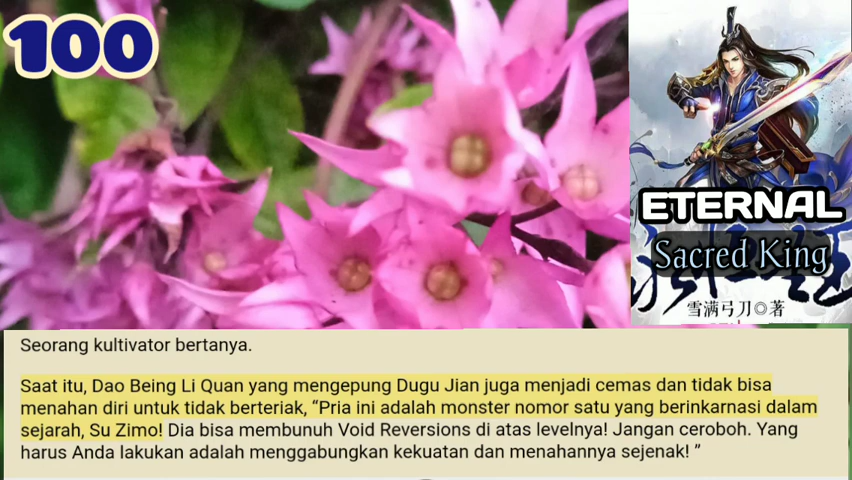 100
ETERNAL
Sacred King
雪满弓刀◎著
Seorang kultivator bertanya.
Saat itu, Dao Being Li Quan yang mengepung Dugu Jian juga menjadi cemas dan tidak bisa
menahan diri untuk tidak berteriak, “Pria ini adalah monster nomor satu yang berinkarnasi dalam
sejarah, Su Zimo! Dia bisa membunuh Void Reversions di atas levelnya! Jangan ceroboh. Yang
harus Anda lakukan adalah menggabungkan kekuatan dan menahannya sejenak! ”